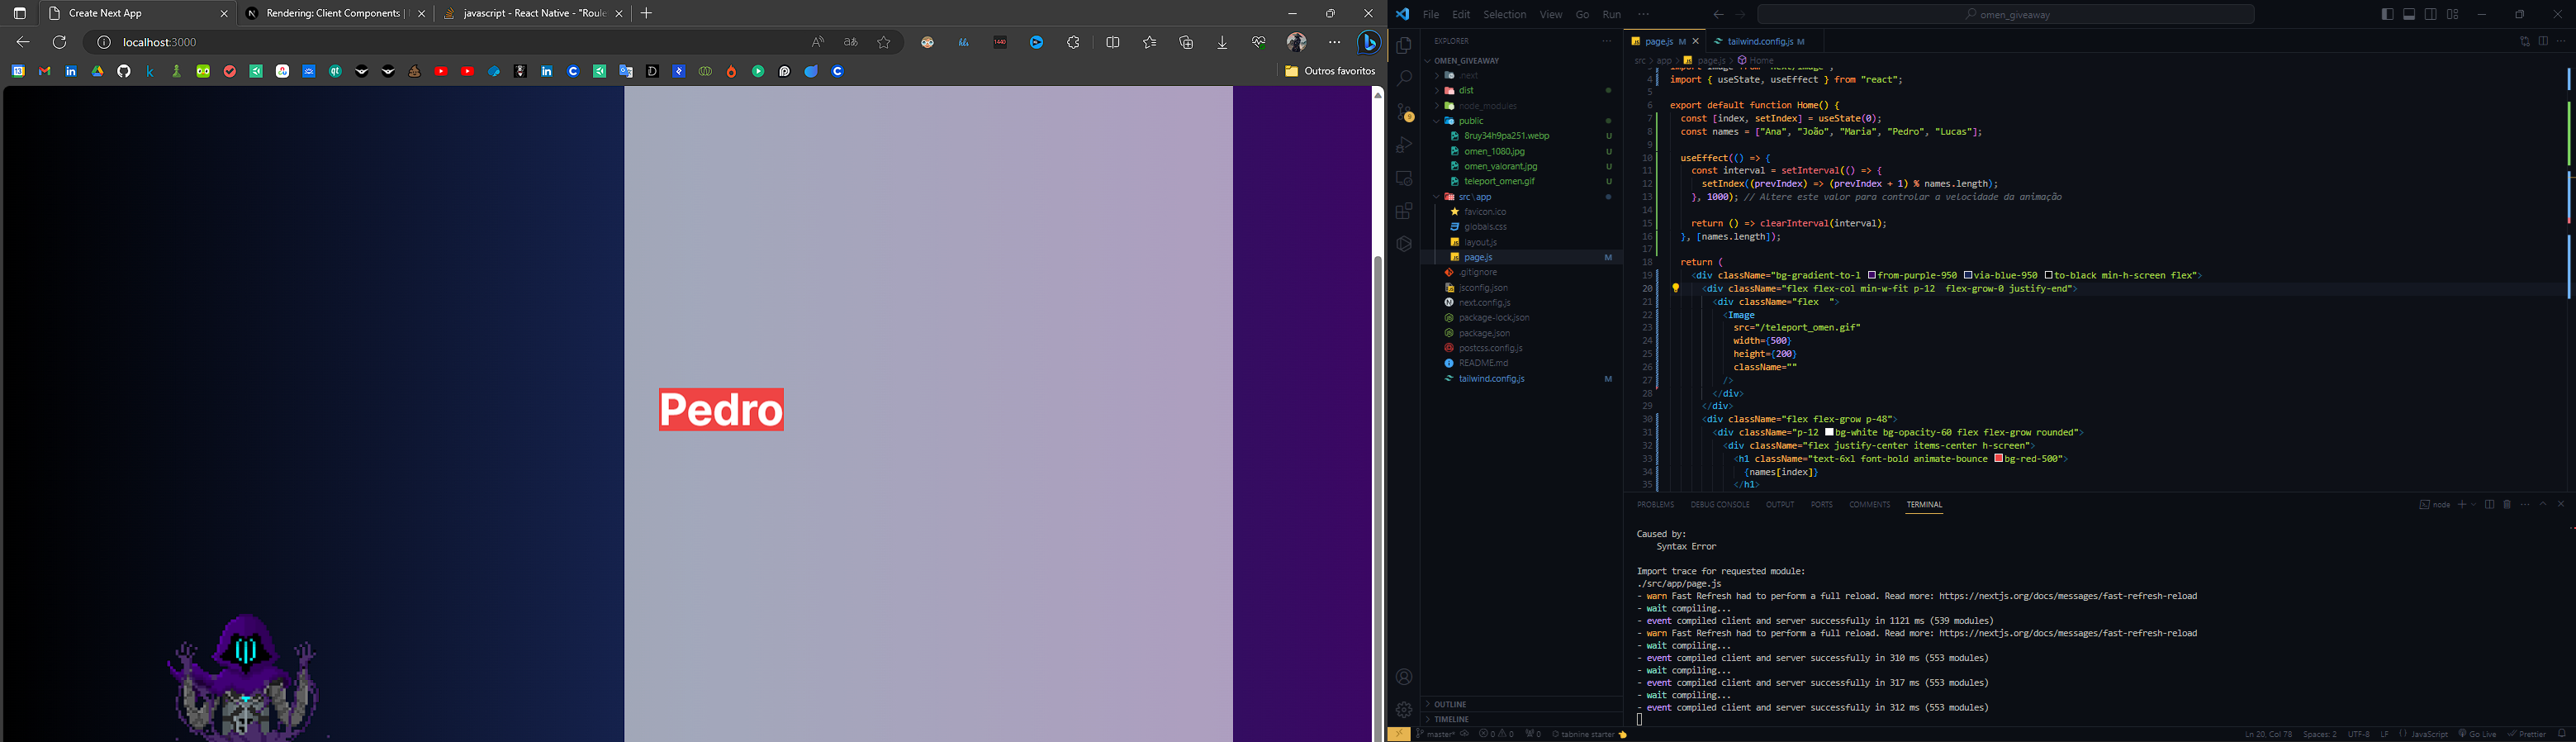 Create Next App
Rendering: Client Components |
javascript - React Native - "Roule
localhost:3000
Outros favoritos
Pedro
File Edit Selection View Go Run
omen_giveaway
EXPLORER
OMEN_GIVEAWAY
.next
dist
node_modules
public
8ruy34h9pa251.webp U
omen_1080.jpg U
omen_valorant.jpg U
teleport_omen.gif U
src\app
favicon.ico
globals.css
layout.js
page.js M
.gitignore
jsconfig.json
next.config.js
package-lock.json
package.json
postcss.config.js
README.md
tailwind.config.js M
OUTLINE
TIMELINE
page.js M
tailwind.config.js M
src > app > page.js > Home
4 import { useState, useEffect } from "react";
5
6 export default function Home() {
7 const [index, setIndex] = useState(0);
8 const names = ["Ana", "João", "Maria", "Pedro", "Lucas"];
9
10 useEffect(() => {
11 const interval = setInterval(() => {
12 setIndex((prevIndex) => (prevIndex + 1) % names.length);
13 }, 1000); // Altere este valor para controlar a velocidade da animação
14
15 return () => clearInterval(interval);
16 }, [names.length]);
17
18 return (
19 <div className="bg-gradient-to-l from-purple-950 via-blue-950 to-black min-h-screen flex">
20 <div className="flex flex-col min-w-fit p-12  flex-grow-0 justify-end">
21 <div className="flex  ">
22 <Image
23 src="/teleport_omen.gif"
24 width={500}
25 height={200}
26 className=""
27 />
28 </div>
29 </div>
30 <div className="flex flex-grow p-48">
31 <div className="p-12 bg-white bg-opacity-60 flex flex-grow rounded">
32 <div className="flex justify-center items-center h-screen">
33 <h1 className="text-6xl font-bold animate-bounce bg-red-500">
34 {names[index]}
35 </h1>
PROBLEMS DEBUG CONSOLE OUTPUT PORTS COMMENTS TERMINAL
node
Caused by:
Syntax Error
Import trace for requested module:
./src/app/page.js
- warn Fast Refresh had to perform a full reload. Read more: https://nextjs.org/docs/messages/fast-refresh-reload
- wait compiling...
- event compiled client and server successfully in 1121 ms (539 modules)
- warn Fast Refresh had to perform a full reload. Read more: https://nextjs.org/docs/messages/fast-refresh-reload
- wait compiling...
- event compiled client and server successfully in 310 ms (553 modules)
- wait compiling...
- event compiled client and server successfully in 317 ms (553 modules)
- wait compiling...
- event compiled client and server successfully in 312 ms (553 modules)
master* 0 0 0 tabnine starter
Ln 20, Col 78 Spaces: 2 UTF-8 LF JavaScript Go Live Prettier